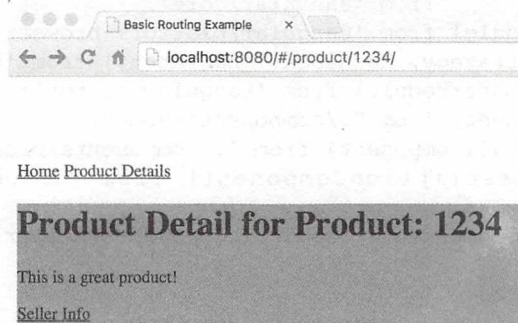 Basic Routing Example
localhost:8080/#/product/1234/
Home Product Details
Product Detail for Product: 1234
This is a great product!
Seller Info